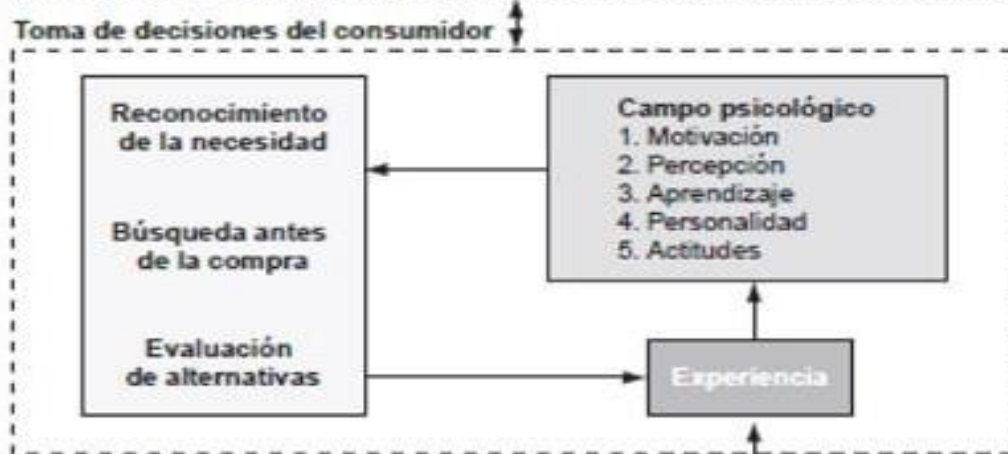 Toma de decisiones del consumidor
Reconocimiento
de la necesidad
Búsqueda antes
de la compra
Evaluación
de alternativas
Campo psicológico
1. Motivación
2. Percepción
3. Aprendizaje
4. Personalidad
5. Actitudes
Experiencia